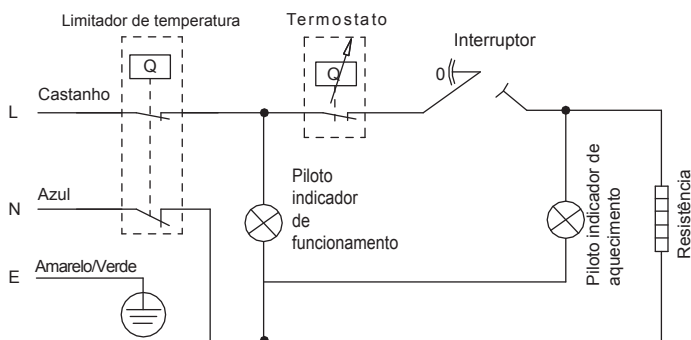 Limitador de temperatura
Termostato
Interruptor
Q
Q
0
L
Castanho
N
Azul
E
Amarelo/Verde
Piloto
indicador
de
funcionamento
Piloto indicador de
aquecimento
Resistência